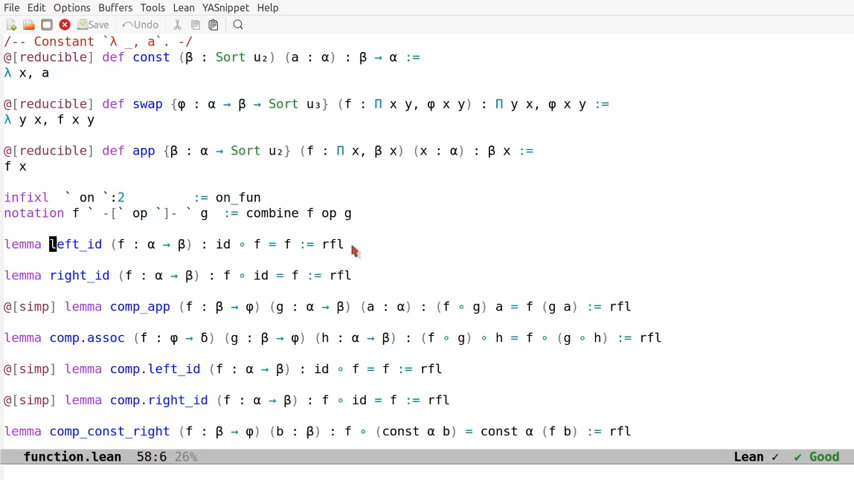 File Edit Options Buffers Tools Lean YASnippet Help
Save Undo
/-- Constant `λ _, a`. -/
@[reducible] def const (β : Sort u₂) (a : α) : β → α :=
λ x, a
@[reducible] def swap {φ : α → β → Sort u₃} (f : Π x y, φ x y) : Π y x, φ x y :=
λ y x, f x y
@[reducible] def app {β : α → Sort u₂} (f : Π x, β x) (x : α) : β x :=
f x
infixl ` on `:2 := on_fun
notation f ` -[` op `]- ` g := combine f op g
lemma left_id (f : α → β) : id ∘ f = f := rfl
lemma right_id (f : α → β) : f ∘ id = f := rfl
@[simp] lemma comp_app (f : β → φ) (g : α → β) (a : α) : (f ∘ g) a = f (g a) := rfl
lemma comp.assoc (f : φ → δ) (g : β → φ) (h : α → β) : (f ∘ g) ∘ h = f ∘ (g ∘ h) := rfl
@[simp] lemma comp.left_id (f : α → β) : id ∘ f = f := rfl
@[simp] lemma comp.right_id (f : α → β) : f ∘ id = f := rfl
lemma comp_const_right (f : β → φ) (b : β) : f ∘ (const α b) = const α (f b) := rfl
function.lean 58:6 26% Lean ✓ ✔ Good